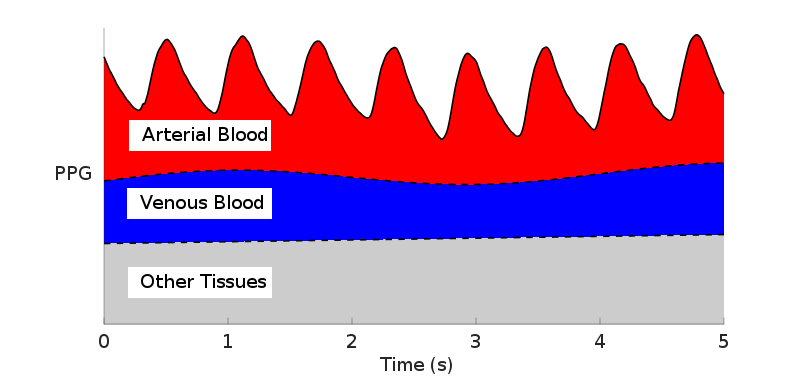 Arterial Blood
PPG
Venous Blood
Other Tissues
0 1 2 3 4 5
Time (s)